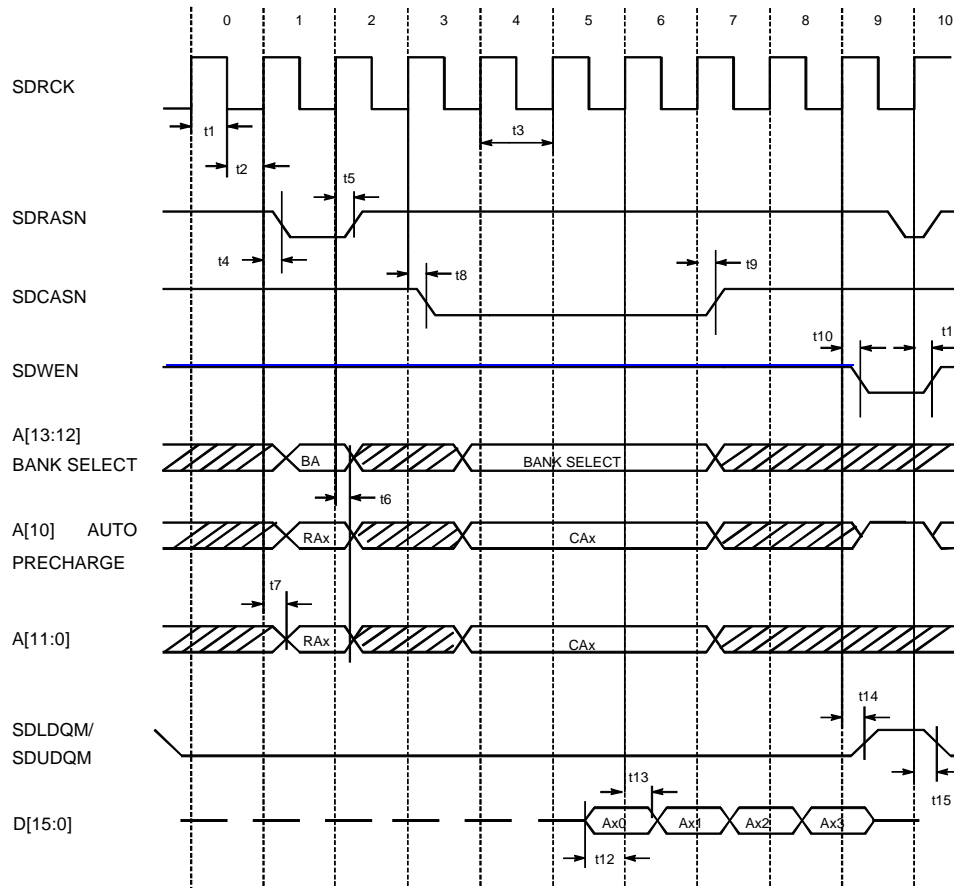 0 1 2 3 4 5 6 7 8 9 10
SDRCK
t1
t3
t2
t5
SDRASN
t4
t8
t9
SDCASN
t10
t1
SDWEN
A[13:12]
BANK SELECT
BA
BANK SELECT
t6
A[10] AUTO
PRECHARGE
RAx
CAx
t7
A[11:0]
RAx
CAx
t14
SDLDQM/
SDUDQM
t13
t15
D[15:0]
Ax0 Ax1 Ax2 Ax3
t12